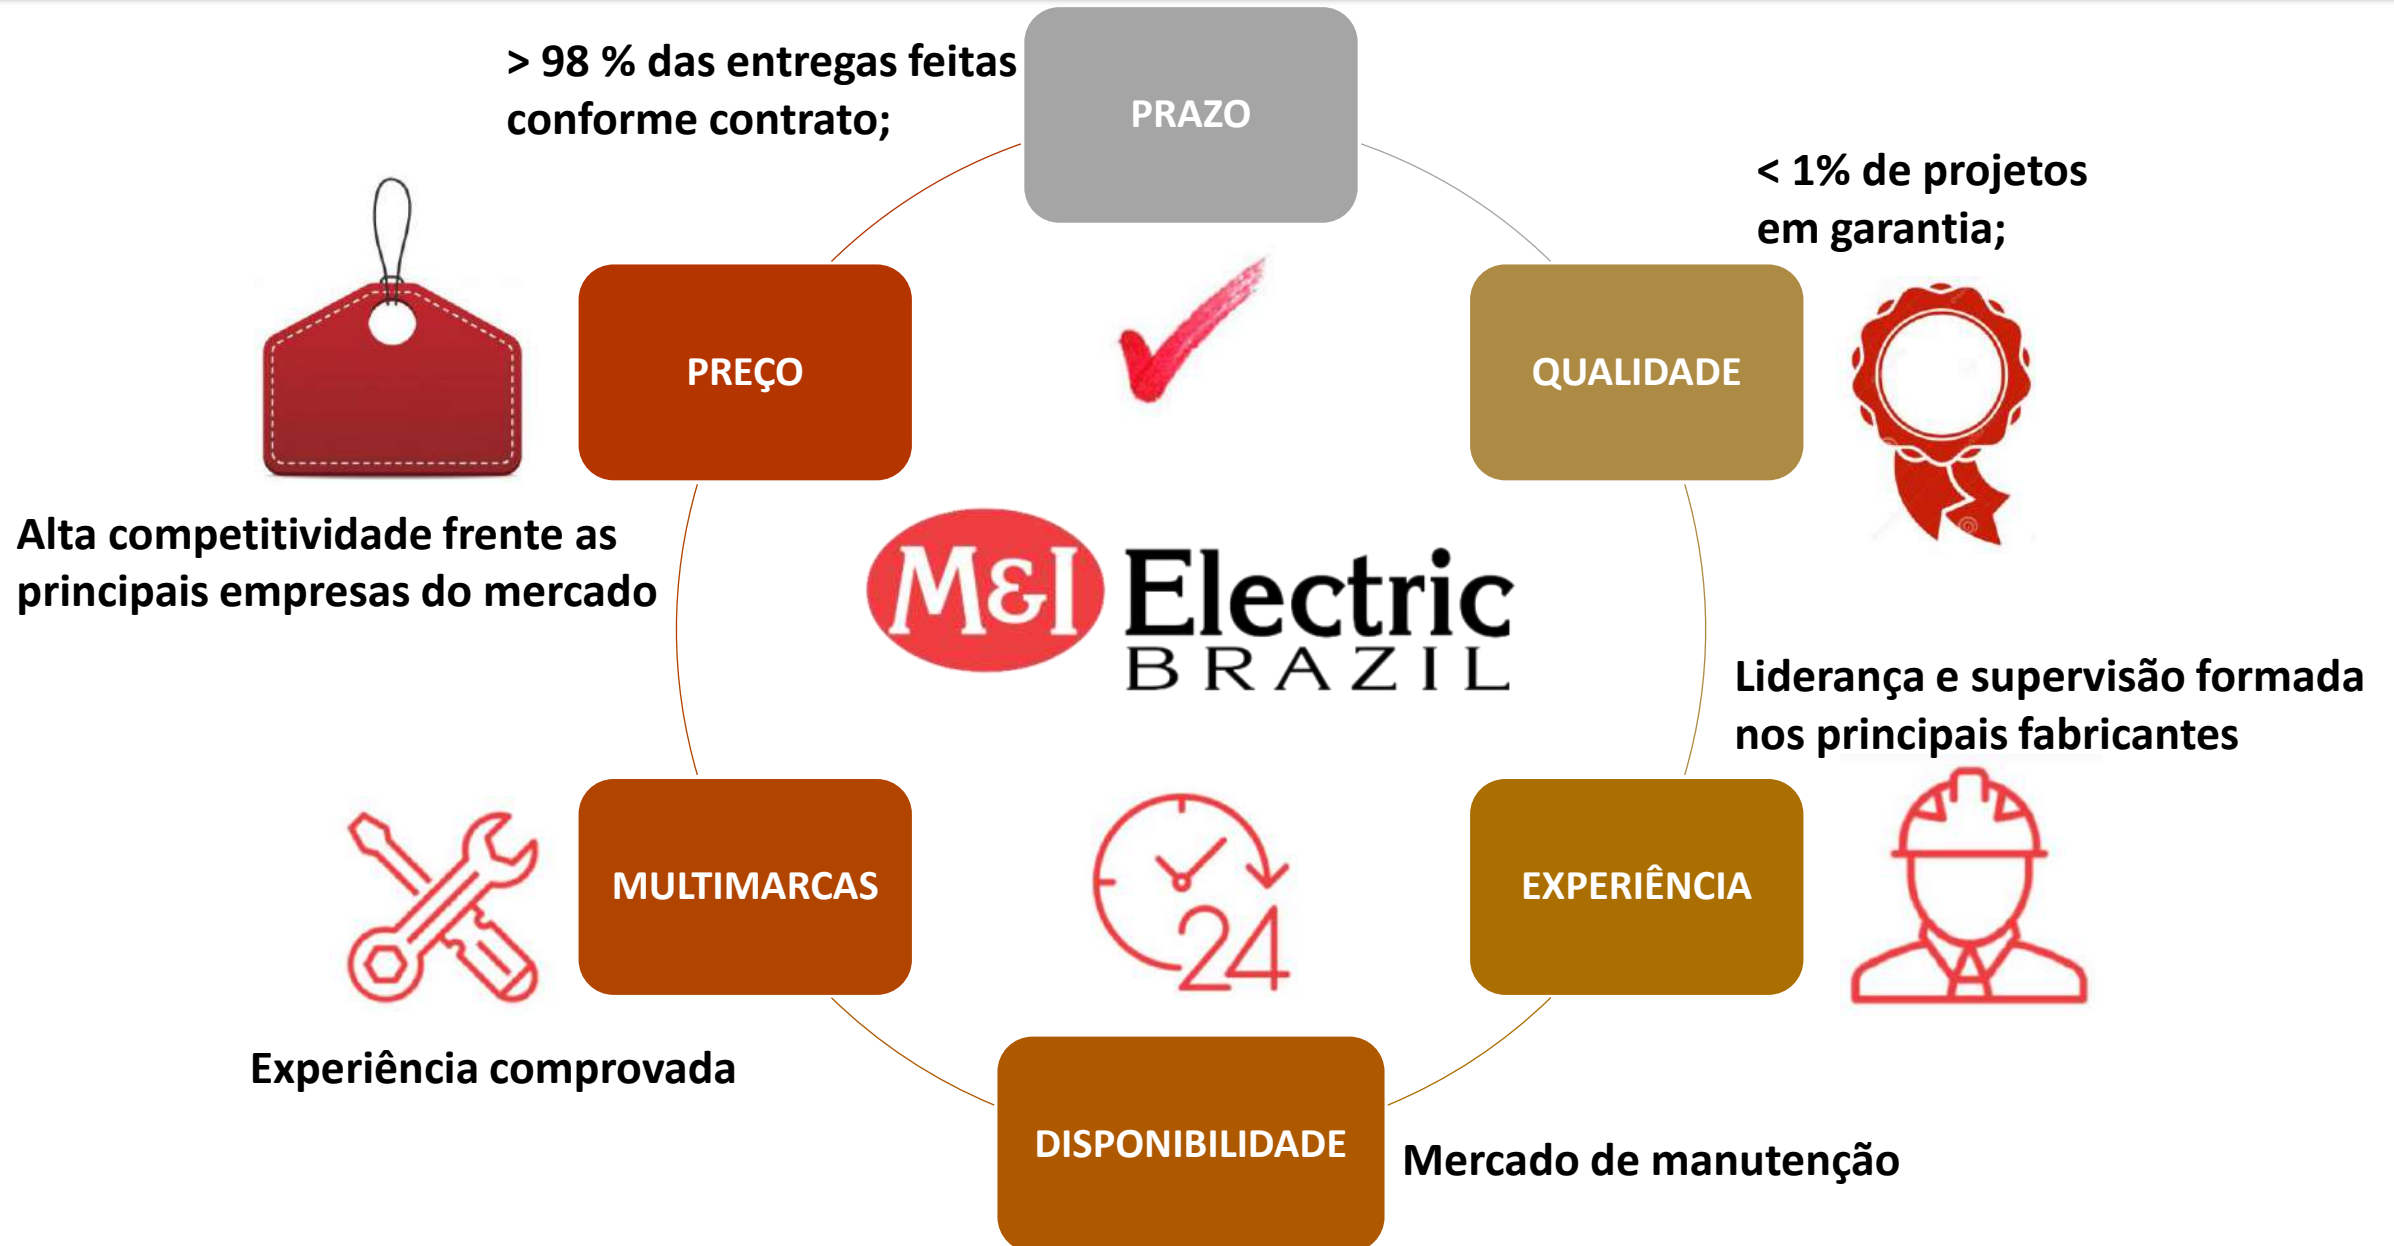 > 98 % das entregas feitas
conforme contrato;
PRAZO
< 1% de projetos
em garantia;
PREÇO
QUALIDADE
Alta competitividade frente as
principais empresas do mercado
M&I Electric
BRAZIL
Liderança e supervisão formada
nos principais fabricantes
MULTIMARCAS
24
EXPERIÊNCIA
Experiência comprovada
DISPONIBILIDADE
Mercado de manutenção